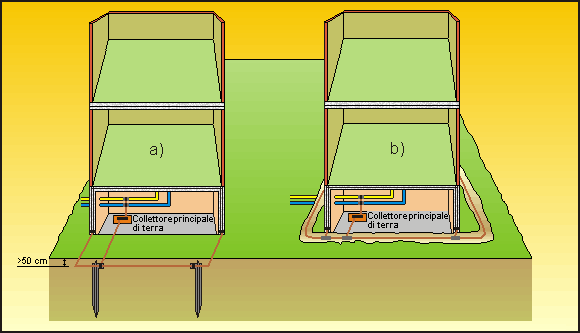 a)
b)
Collettore principale
di terra
Collettore principale
di terra
>50 cm